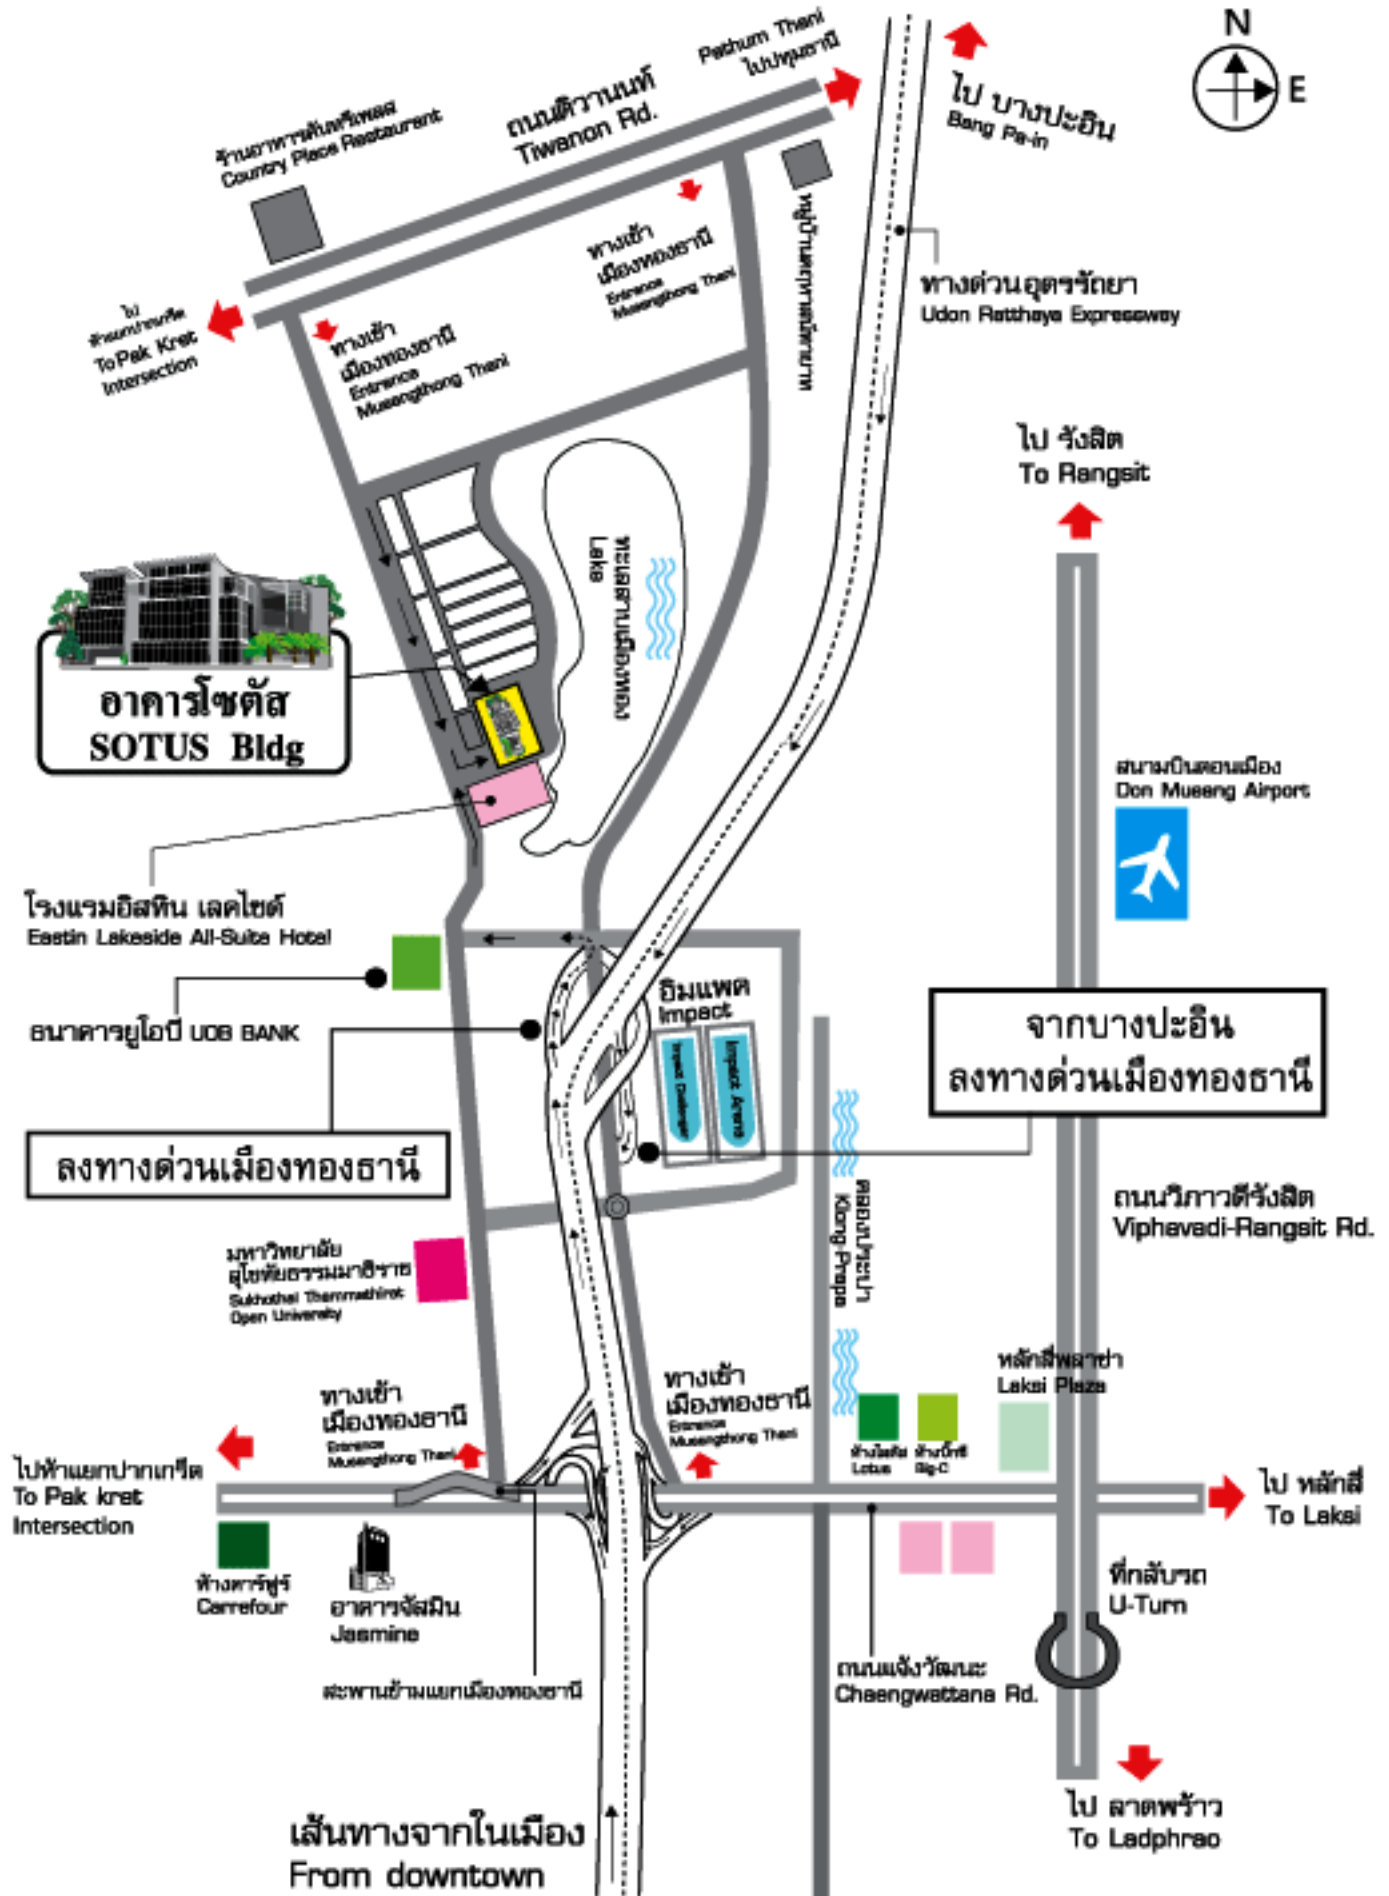 N
E
Pathum Thani
ไปปทุมธานี
ไป บางปะอิน
Bang Pa-in
ถนนติวานนท์
Tiwanon Rd.
ร้านอาหารคันทรีเพลส
Country Place Restaurant
ทางเข้า
เมืองทองธานี
Entrance
Mueangthong Thani
ไป
ห้าแยกปากเกร็ด
To Pak Kret
Intersection
ทางเข้า
เมืองทองธานี
Entrance
Mueangthong Thani
ทางด่วนอุดรรัถยา
Udon Ratthaya Expressway
ไป รังสิต
To Rangsit
ทะเลสาบเมืองทอง
Lake
อาคารโซตัส
SOTUS Bldg
สนามบินดอนเมือง
Don Mueang Airport
โรงแรมอิสทิน เลคไซด์
Eastin Lakeside All-Suite Hotel
ธนาคารยูโอบี UOB BANK
อิมแพค
Impact
Impact Challenger
Impact Arena
จากบางปะอิน
ลงทางด่วนเมืองทองธานี
ลงทางด่วนเมืองทองธานี
คลองประปา
Klong-Prapa
ถนนวิภาวดีรังสิต
Viphavadi-Rangsit Rd.
มหาวิทยาลัย
สุโขทัยธรรมมาธิราช
Sukhothai Thammathirat
Open University
ทางเข้า
เมืองทองธานี
Entrance
Mueangthong Thani
ทางเข้า
เมืองทองธานี
Entrance
Mueangthong Thani
หลักสี่พลาซ่า
Laksi Plaza
ห้างโลตัส
Lotus
ห้างบิ๊กซี
Big-C
ไปห้าแยกปากเกร็ด
To Pak kret
Intersection
ไป หลักสี่
To Laksi
ห้างคาร์ฟูร์
Carrefour
อาคารจัสมิน
Jasmine
ที่กลับรถ
U-Turn
สะพานข้ามแยกเมืองทองธานี
ถนนแจ้งวัฒนะ
Chaengwattana Rd.
ไป ลาดพร้าว
To Ladphrao
เส้นทางจากในเมือง
From downtown